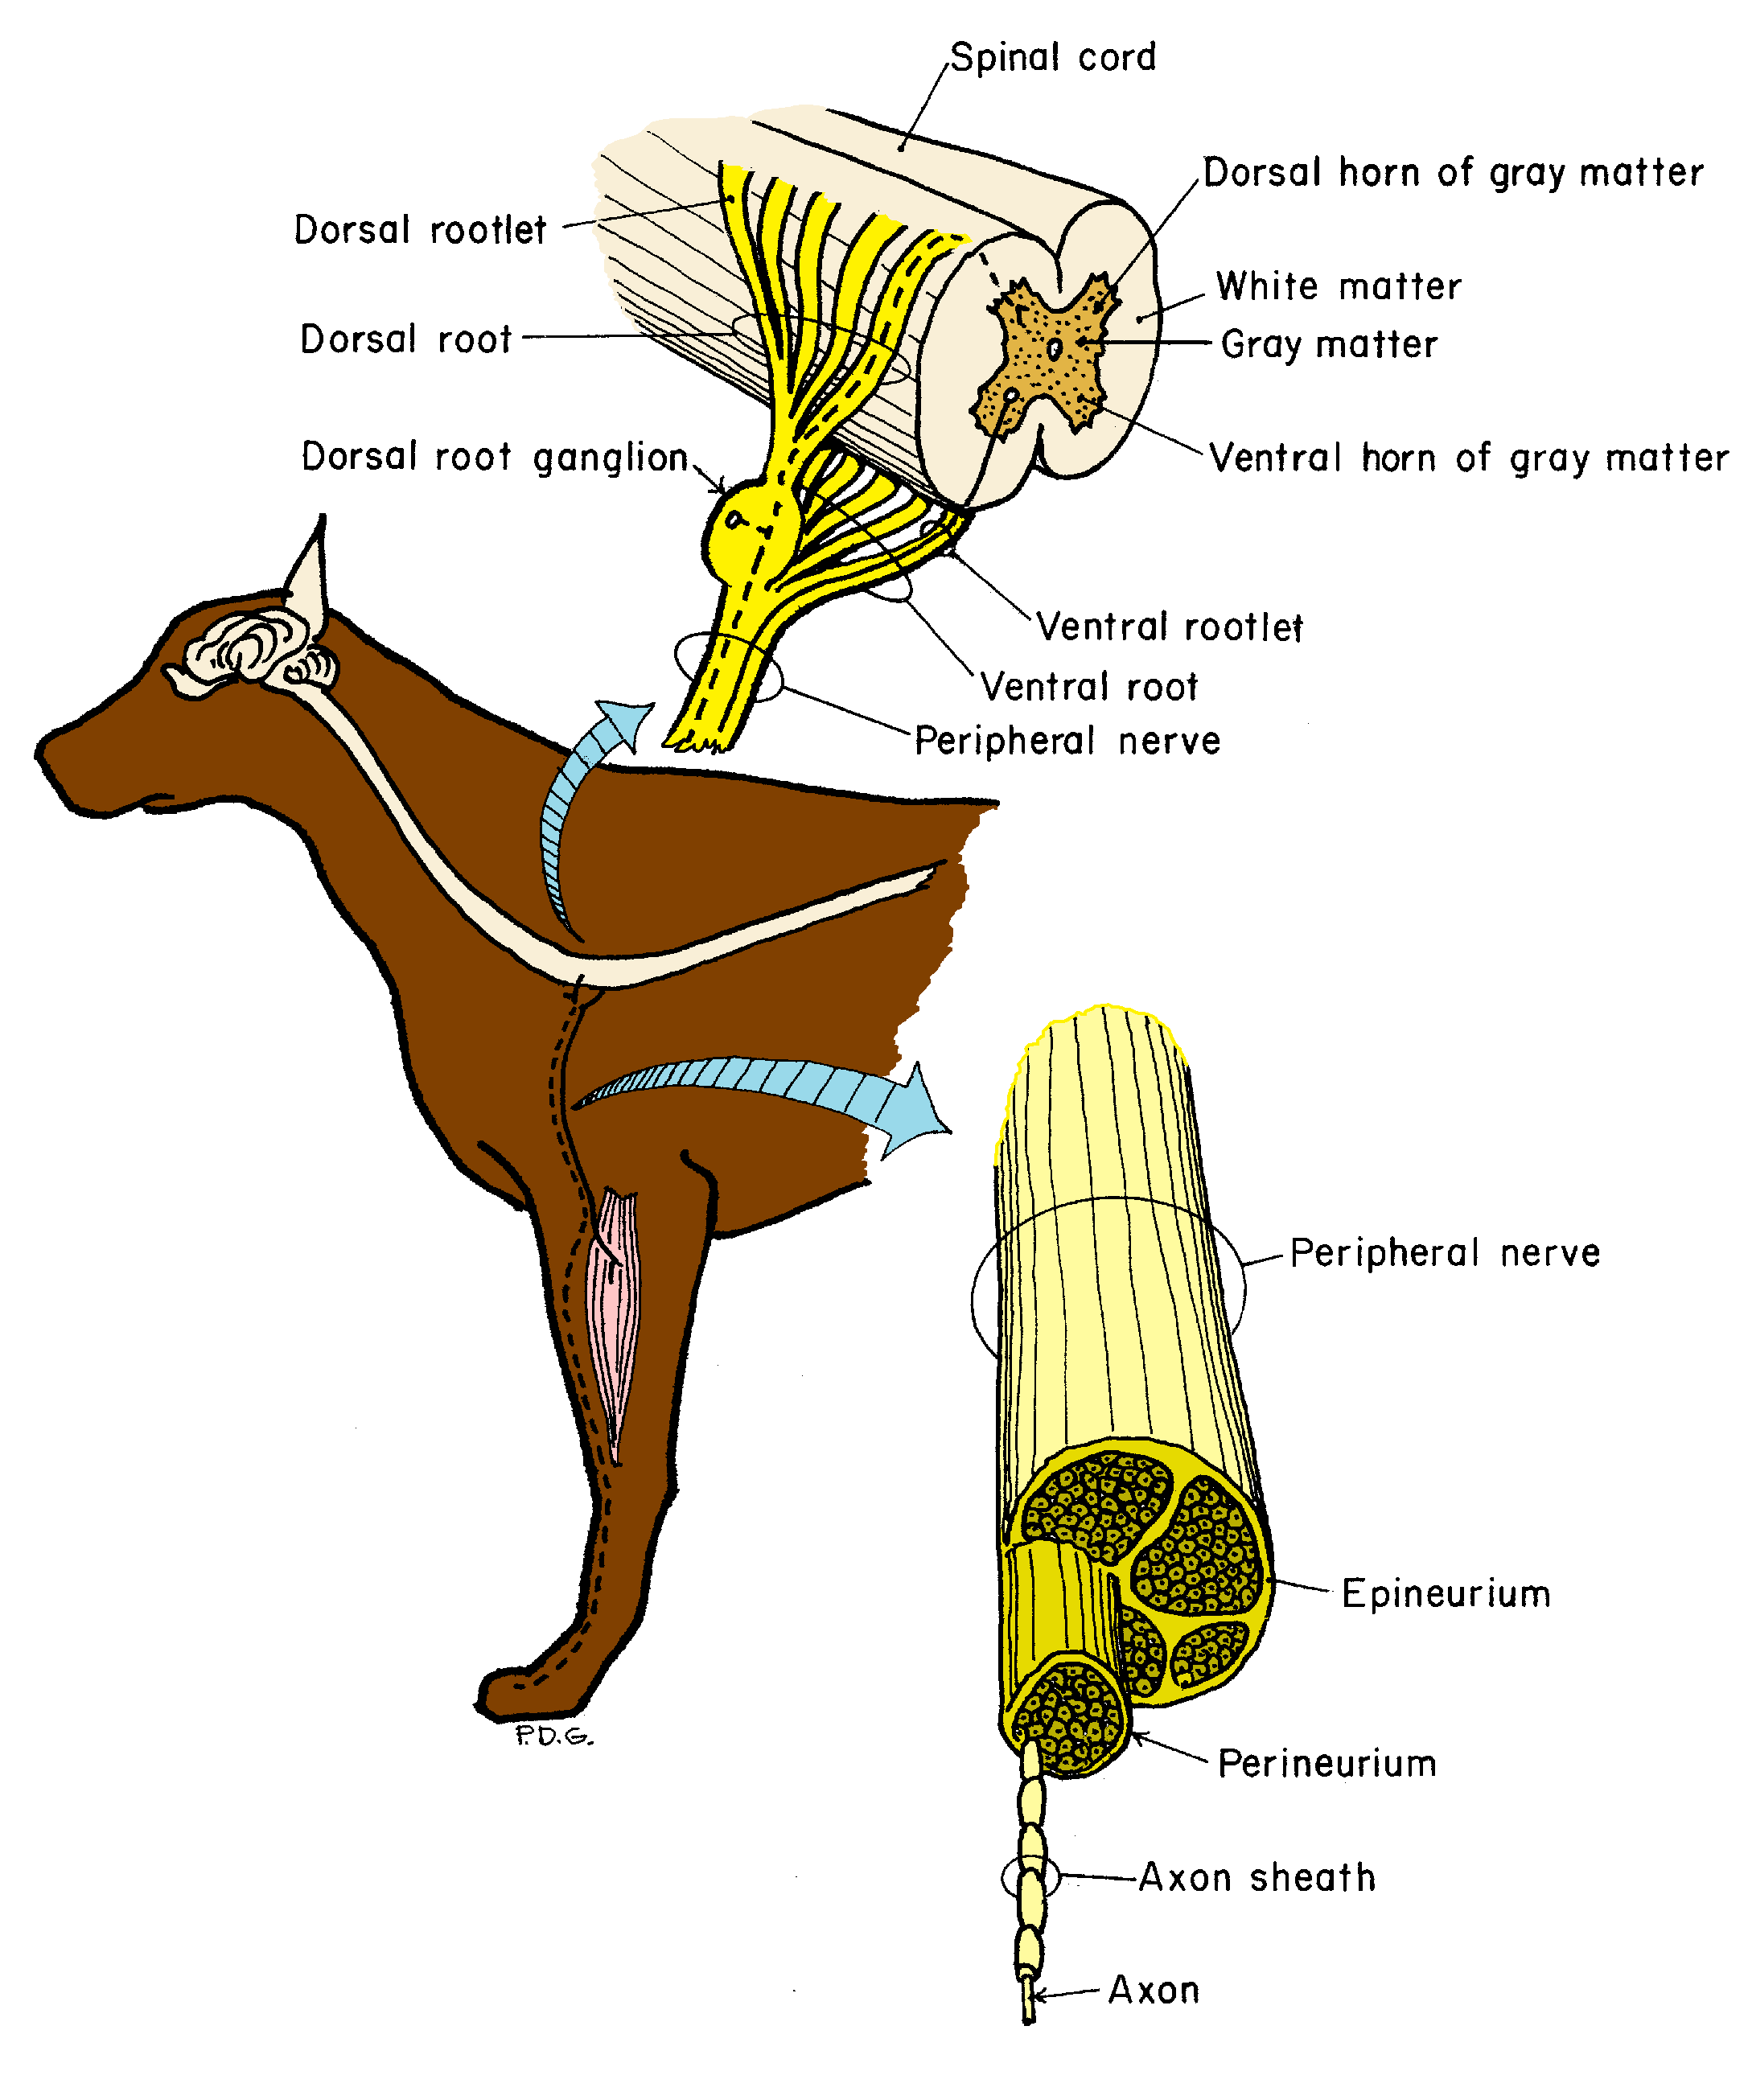 Spinal cord
Dorsal horn of gray matter
Dorsal rootlet
White matter
Dorsal root
Gray matter
Dorsal root ganglion
Ventral horn of gray matter
Ventral rootlet
Ventral root
Peripheral nerve
Peripheral nerve
Epineurium
P.D.G.
Perineurium
Axon sheath
Axon